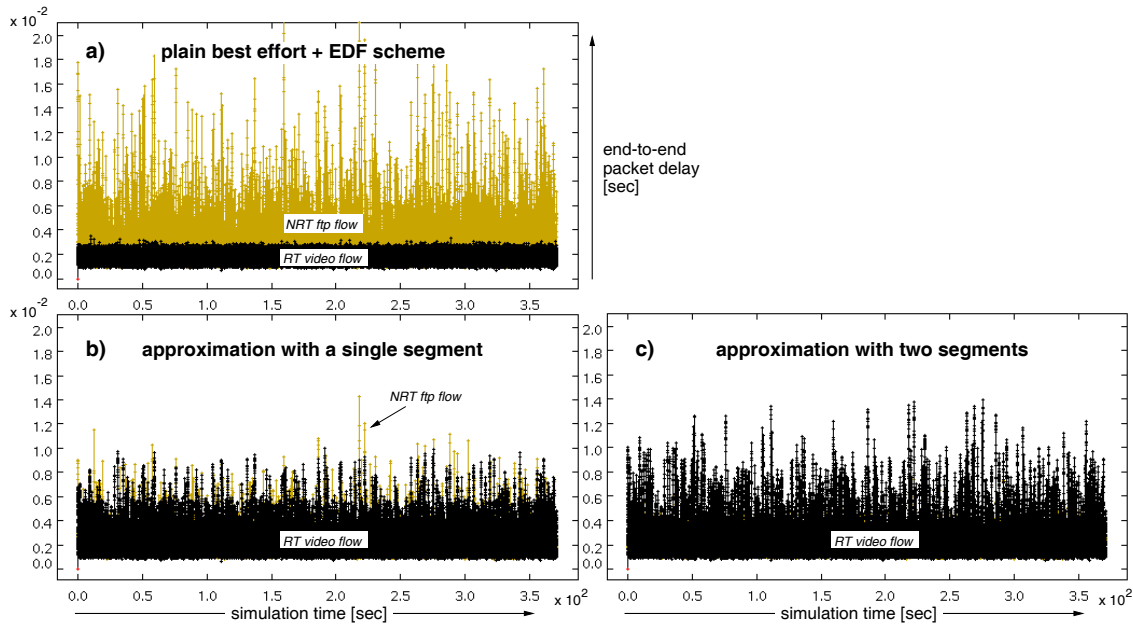 x 10⁻²
a) plain best effort + EDF scheme
2.0
1.8
1.6
1.4
1.2
1.0
0.8
0.6
0.4
0.2
0.0
NRT ftp flow
RT video flow
end-to-end
packet delay
[sec]
0.0 0.5 1.0 1.5 2.0 2.5 3.0 3.5
x 10⁻² x 10²
b) approximation with a single segment
2.0
1.8
1.6
1.4
1.2
1.0
0.8
0.6
0.4
0.2
0.0
NRT ftp flow
RT video flow
0.0 0.5 1.0 1.5 2.0 2.5 3.0 3.5 x 10²
simulation time [sec]
c) approximation with two segments
2.0
1.8
1.6
1.4
1.2
1.0
0.8
0.6
0.4
0.2
0.0
RT video flow
0.0 0.5 1.0 1.5 2.0 2.5 3.0 3.5 x 10²
simulation time [sec]